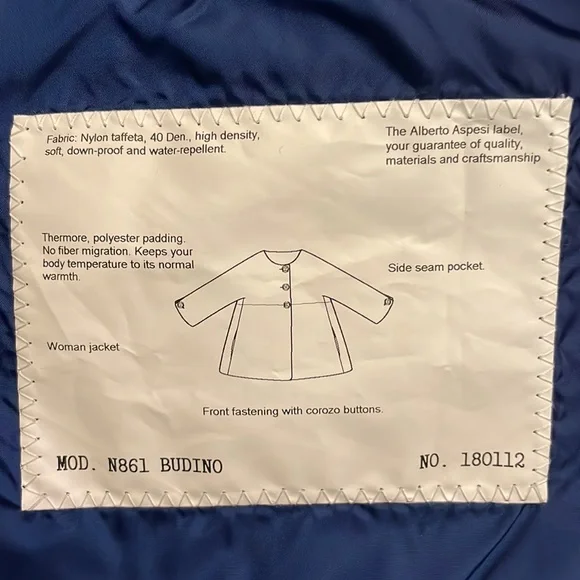 Fabric: Nylon taffeta, 40 Den., high density,
soft, down-proof and water-repellent.
The Alberto Aspesi label,
your guarantee of quality,
materials and craftsmanship
Thermore, polyester padding.
No fiber migration. Keeps your
body temperature to its normal
warmth.
Side seam pocket.
Woman jacket
Front fastening with corozo buttons.
MOD. N861 BUDINO
NO. 180112